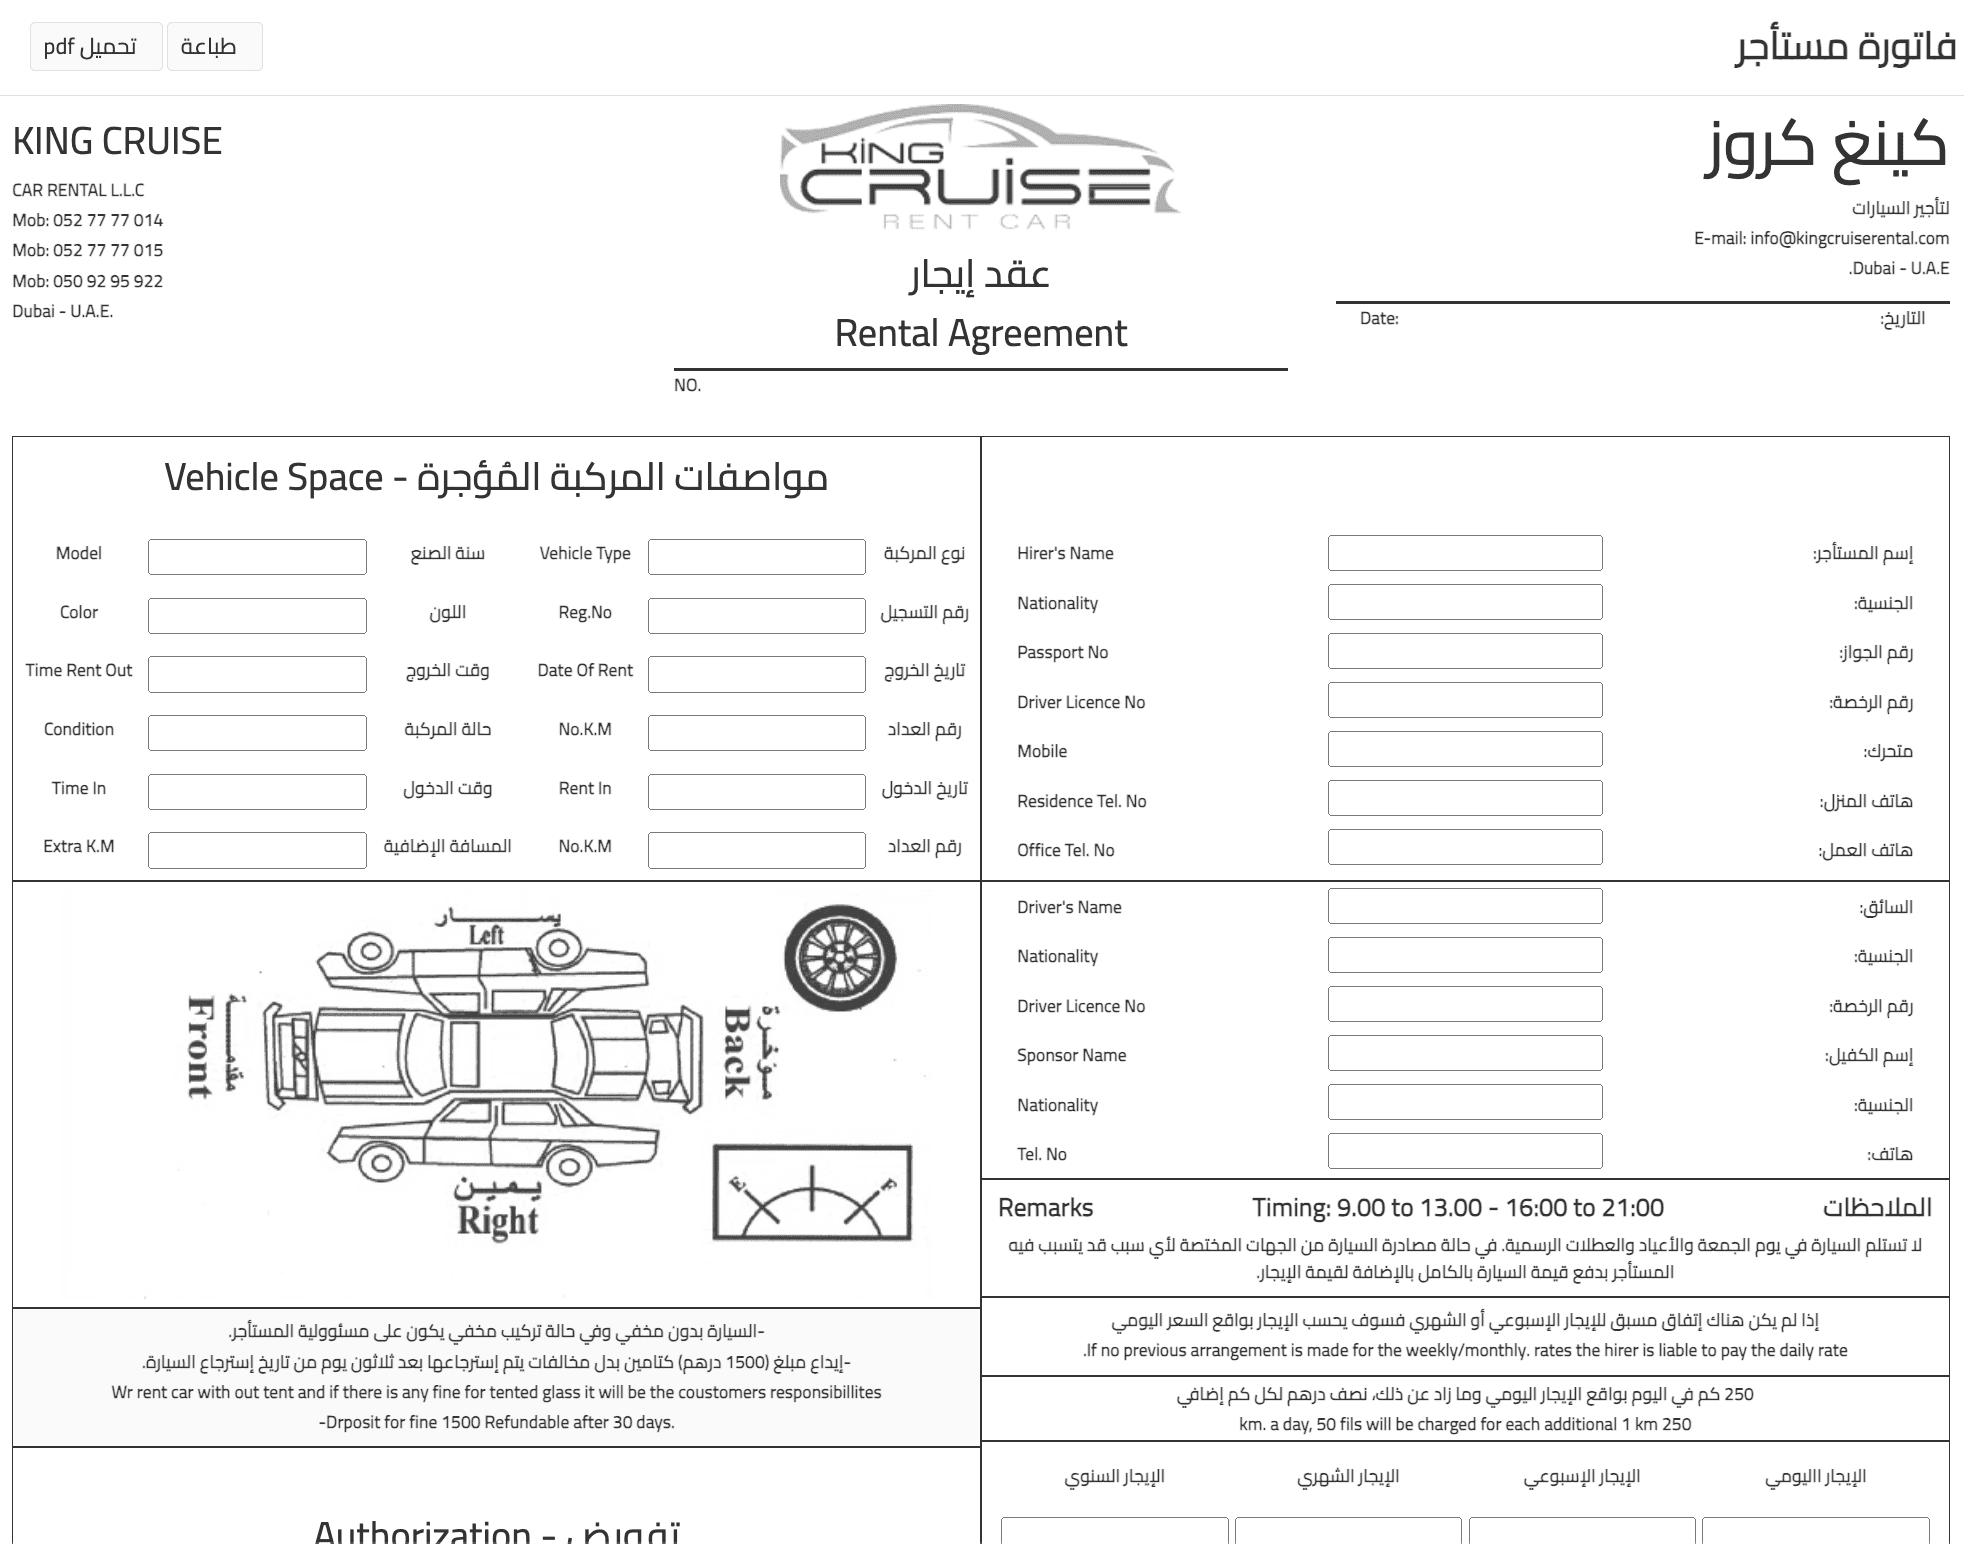 فاتورة مستأجر
طباعة
تحميل pdf
KING CRUISE
CAR RENTAL L.L.C
Mob: 052 77 77 014
Mob: 052 77 77 015
Mob: 050 92 95 922
Dubai - U.A.E.
KING
CRUISE
RENT CAR
عقد إيجار
Rental Agreement
NO.
كينغ كروز
لتأجير السيارات
E-mail: info@kingcruiserental.com
.Dubai - U.A.E
Date: التاريخ:
Vehicle Space - مواصفات المركبة المُؤجرة
Model سنة الصنع Vehicle Type نوع المركبة
Color اللون Reg.No رقم التسجيل
Time Rent Out وقت الخروج Date Of Rent تاريخ الخروج
Condition حالة المركبة No.K.M رقم العداد
Time In وقت الدخول Rent In تاريخ الدخول
Extra K.M المسافة الإضافية No.K.M رقم العداد
Hirer's Name إسم المستأجر:
Nationality الجنسية:
Passport No رقم الجواز:
Driver Licence No رقم الرخصة:
Mobile متحرك:
Residence Tel. No هاتف المنزل:
Office Tel. No هاتف العمل:
يسار
Left
مقدمة
Front
Back
مؤخرة
يمين
Right
E F
Driver's Name السائق:
Nationality الجنسية:
Driver Licence No رقم الرخصة:
Sponsor Name إسم الكفيل:
Nationality الجنسية:
Tel. No هاتف:
Remarks Timing: 9.00 to 13.00 - 16:00 to 21:00 الملاحظات
لا تستلم السيارة في يوم الجمعة والأعياد والعطلات الرسمية. في حالة مصادرة السيارة من الجهات المختصة لأي سبب قد يتسبب فيه
المستأجر بدفع قيمة السيارة بالكامل بالإضافة لقيمة الإيجار.
إذا لم يكن هناك إتفاق مسبق للإيجار الإسبوعي أو الشهري فسوف يحسب الإيجار بواقع السعر اليومي
.If no previous arrangement is made for the weekly/monthly. rates the hirer is liable to pay the daily rate
250 كم في اليوم بواقع الإيجار اليومي وما زاد عن ذلك، نصف درهم لكل كم إضافي
km. a day, 50 fils will be charged for each additional 1 km 250
-السيارة بدون مخفي وفي حالة تركيب مخفي يكون على مسئوولية المستأجر.
-إيداع مبلغ (1500 درهم) كتامين بدل مخالفات يتم إسترجاعها بعد ثلاثون يوم من تاريخ إسترجاع السيارة.
Wr rent car with out tent and if there is any fine for tented glass it will be the coustomers responsibillites
-Drposit for fine 1500 Refundable after 30 days.
الإيجار االيومي
الإيجار الإسبوعي
الإيجار الشهري
الإيجار السنوي
Authorization - تفويض